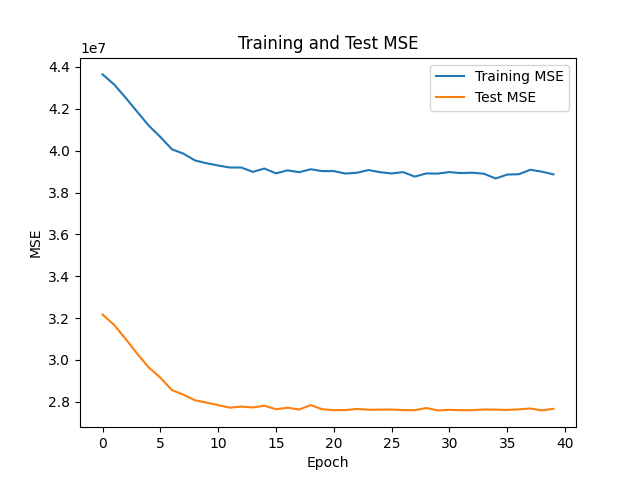 Training and Test MSE
1e7
4.4
4.2
4.0
3.8
3.6
3.4
3.2
3.0
2.8
MSE
Training MSE
Test MSE
0 5 10 15 20 25 30 35 40
Epoch